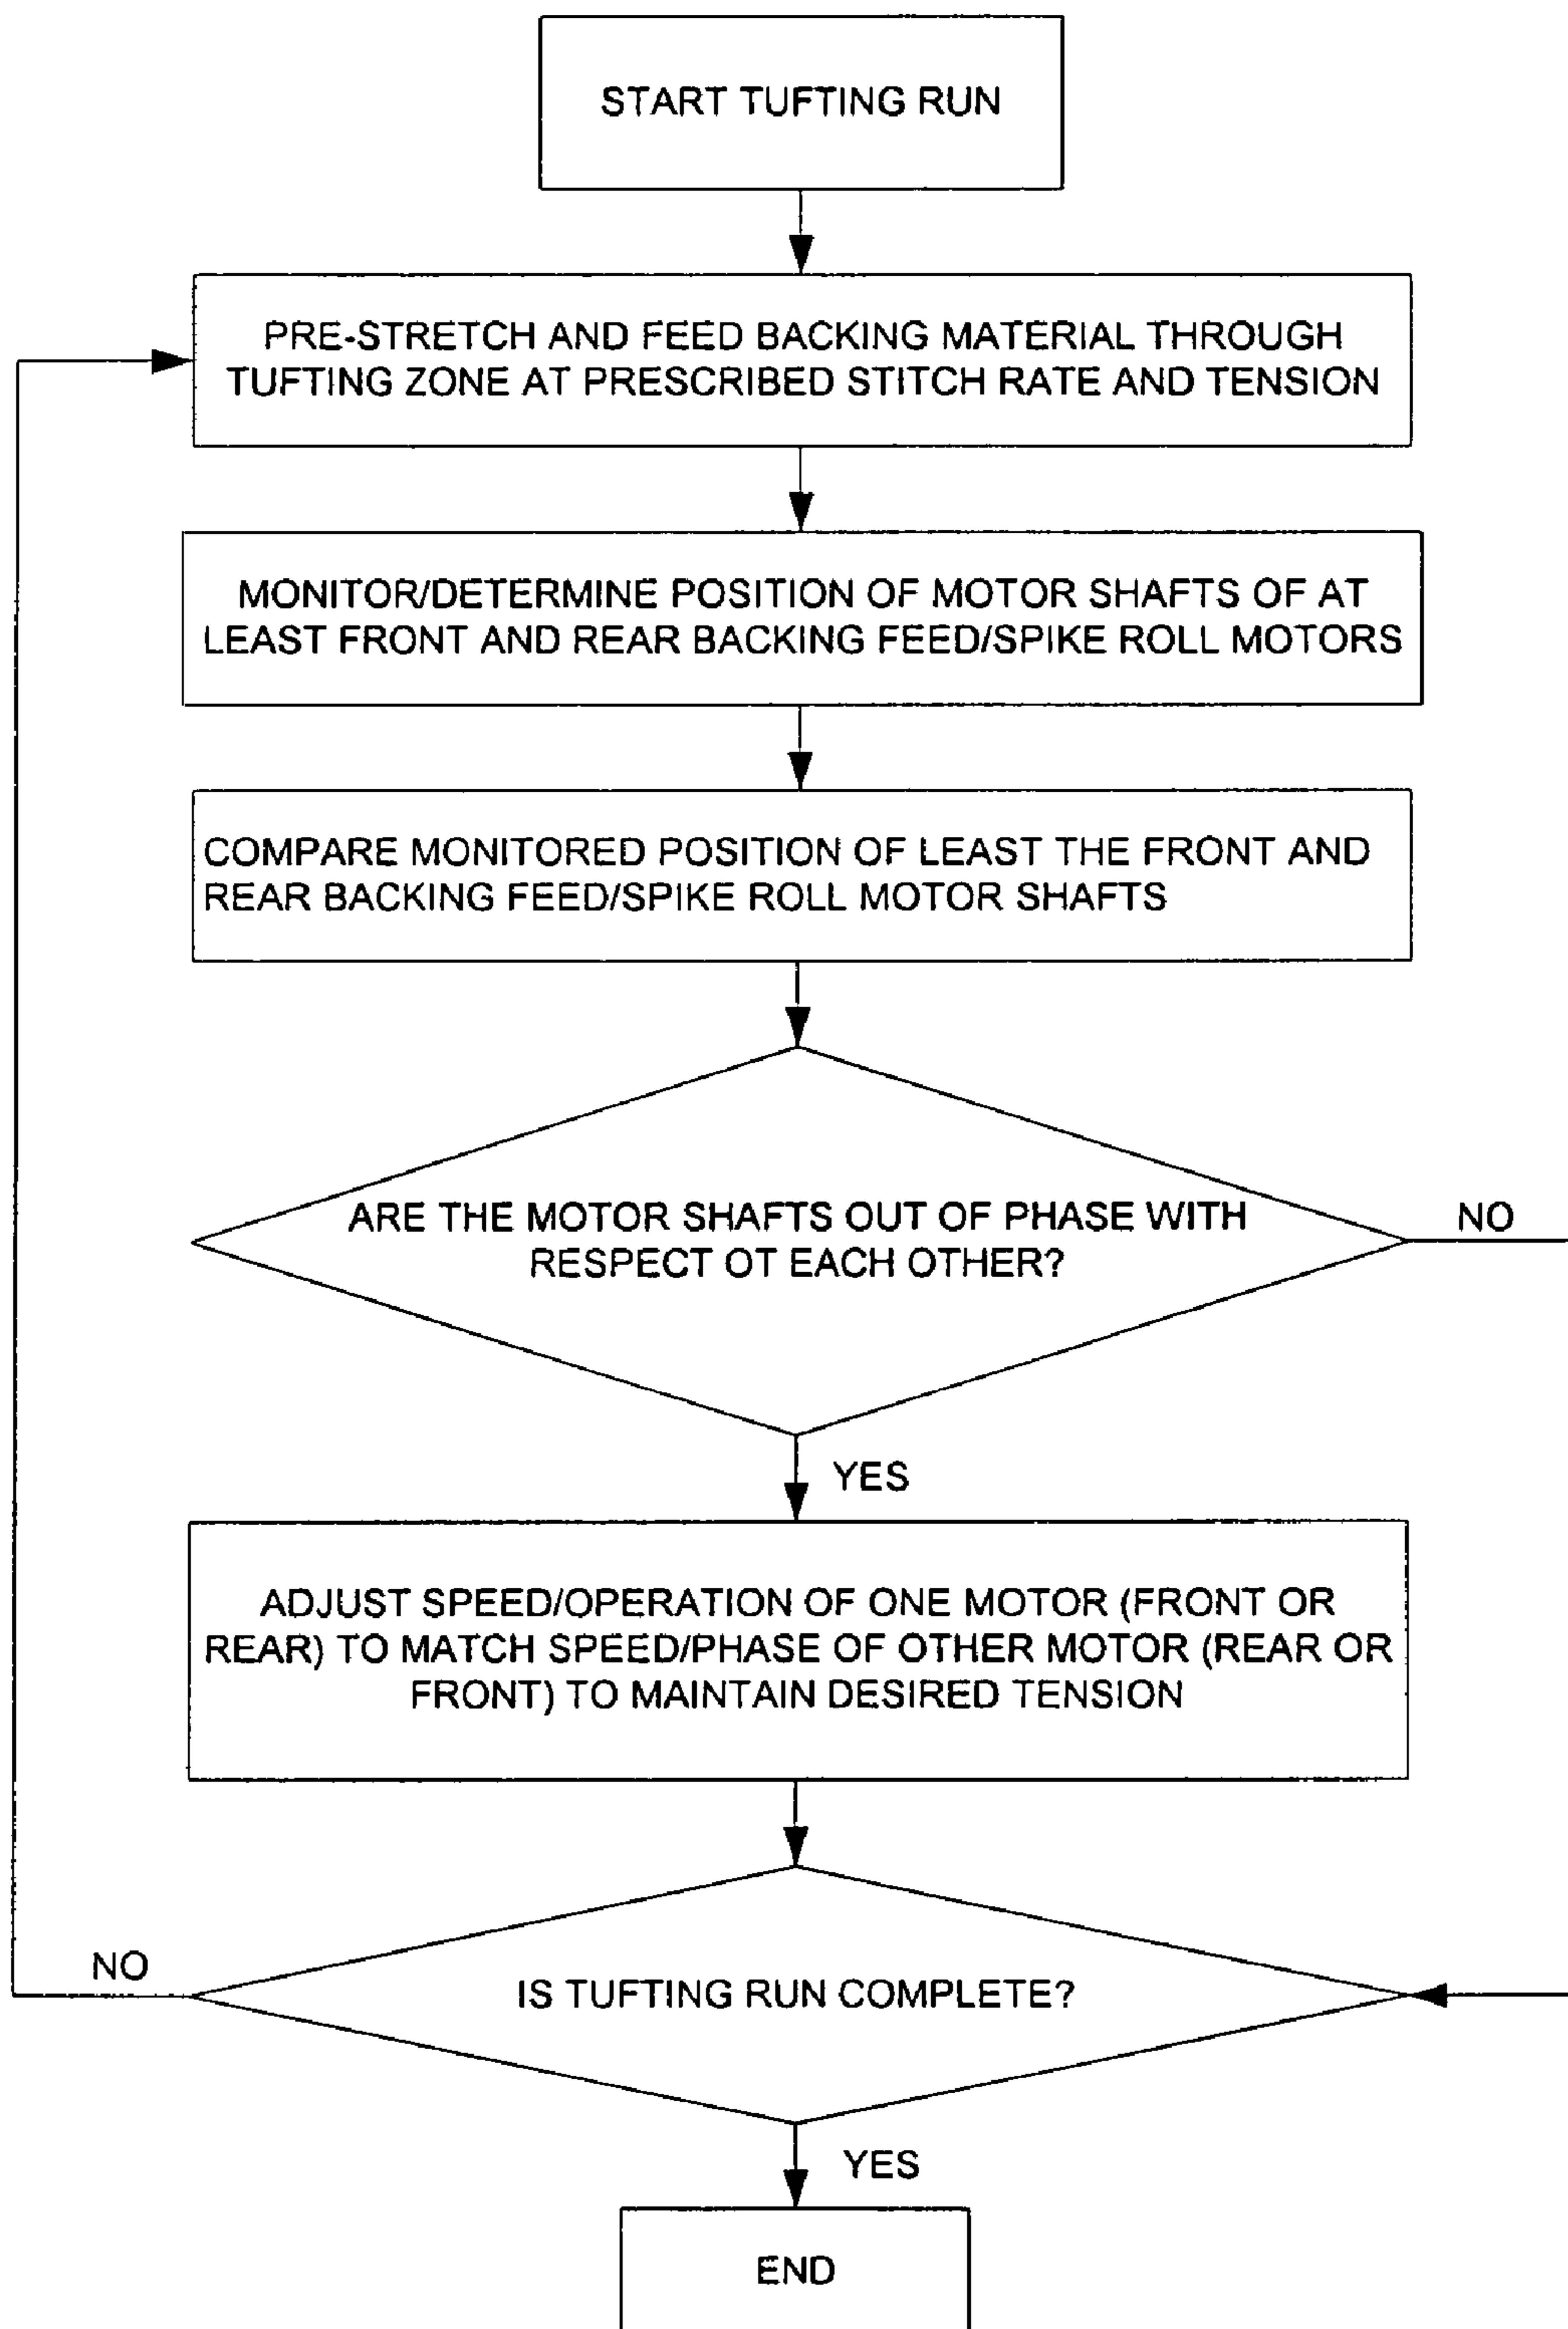 START TUFTING RUN
PRE-STRETCH AND FEED BACKING MATERIAL THROUGH
TUFTING ZONE AT PRESCRIBED STITCH RATE AND TENSION
MONITOR/DETERMINE POSITION OF MOTOR SHAFTS OF AT
LEAST FRONT AND REAR BACKING FEED/SPIKE ROLL MOTORS
COMPARE MONITORED POSITION OF LEAST THE FRONT AND
REAR BACKING FEED/SPIKE ROLL MOTOR SHAFTS
ARE THE MOTOR SHAFTS OUT OF PHASE WITH
RESPECT OT EACH OTHER?
NO
YES
ADJUST SPEED/OPERATION OF ONE MOTOR (FRONT OR
REAR) TO MATCH SPEED/PHASE OF OTHER MOTOR (REAR OR
FRONT) TO MAINTAIN DESIRED TENSION
NO
IS TUFTING RUN COMPLETE?
YES
END